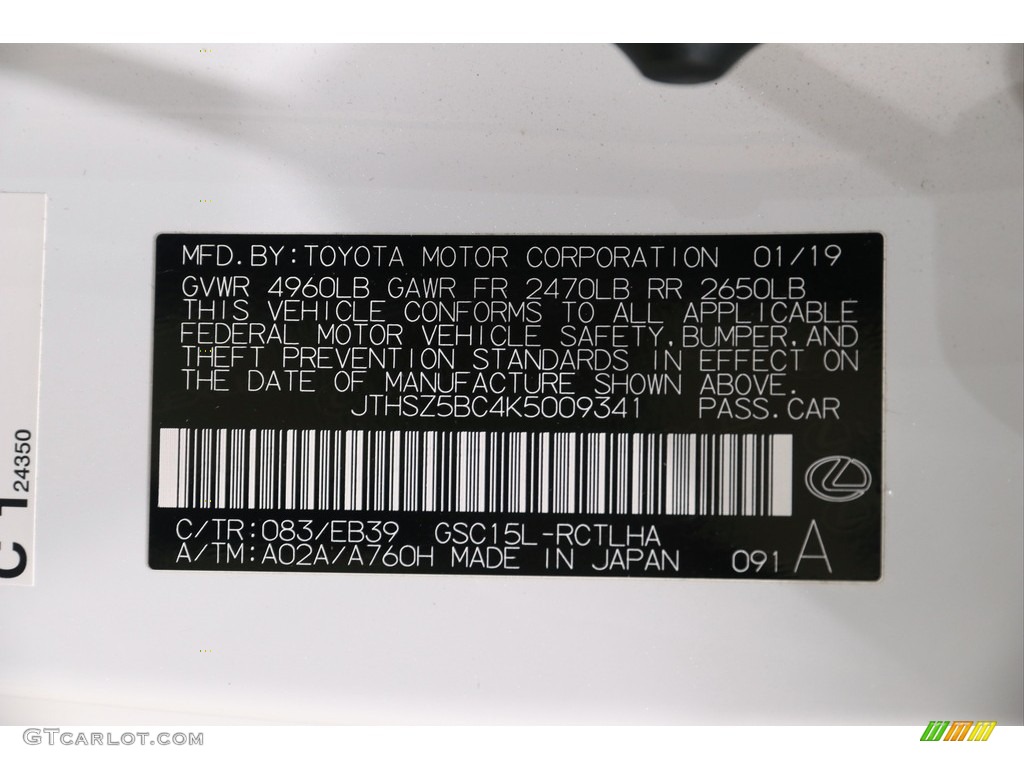 MFD.BY:TOYOTA MOTOR CORPORATION 01/19
GVWR 4960LB GAWR FR 2470LB RR 2650LB
THIS VEHICLE CONFORMS TO ALL APPLICABLE
FEDERAL MOTOR VEHICLE SAFETY,BUMPER,AND
THEFT PREVENTION STANDARDS IN EFFECT ON
THE DATE OF MANUFACTURE SHOWN ABOVE.
JTHSZ5BC4K5009341 PASS.CAR
C/TR:083/EB39 GSC15L-RCTLHA
A/TM:A02A/A760H MADE IN JAPAN 091 A
C 1
24350
GTcarlot.com